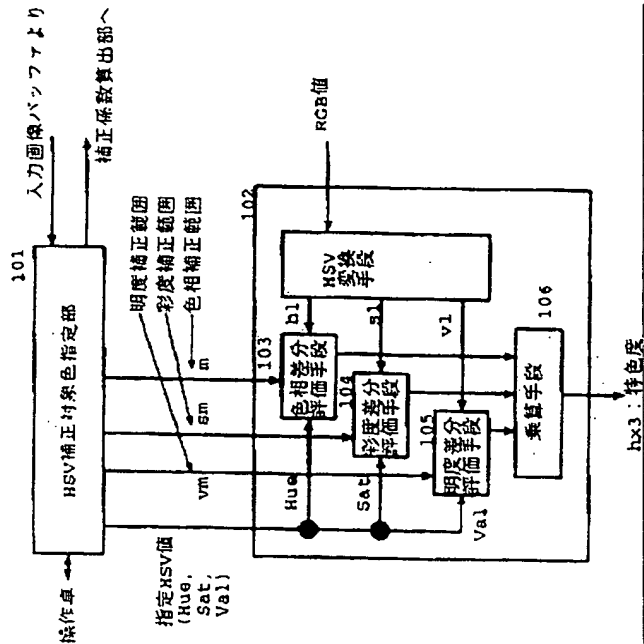 入力画像バッファより
補正係数算出部へ
101
HSV補正対象色指定部
操作卓
明度補正範囲
彩度補正範囲
色相補正範囲
m
sm
vm
指定HSV値
(Hue,
Sat,
Val)
102
RGB値
HSV
変換
手段
hl
sl
vl
103
色相差分
評価手段
104
彩度差分
評価手段
105
明度差分
評価手段
Hue
Sat
Val
106
乗算手段
hx3：特色度